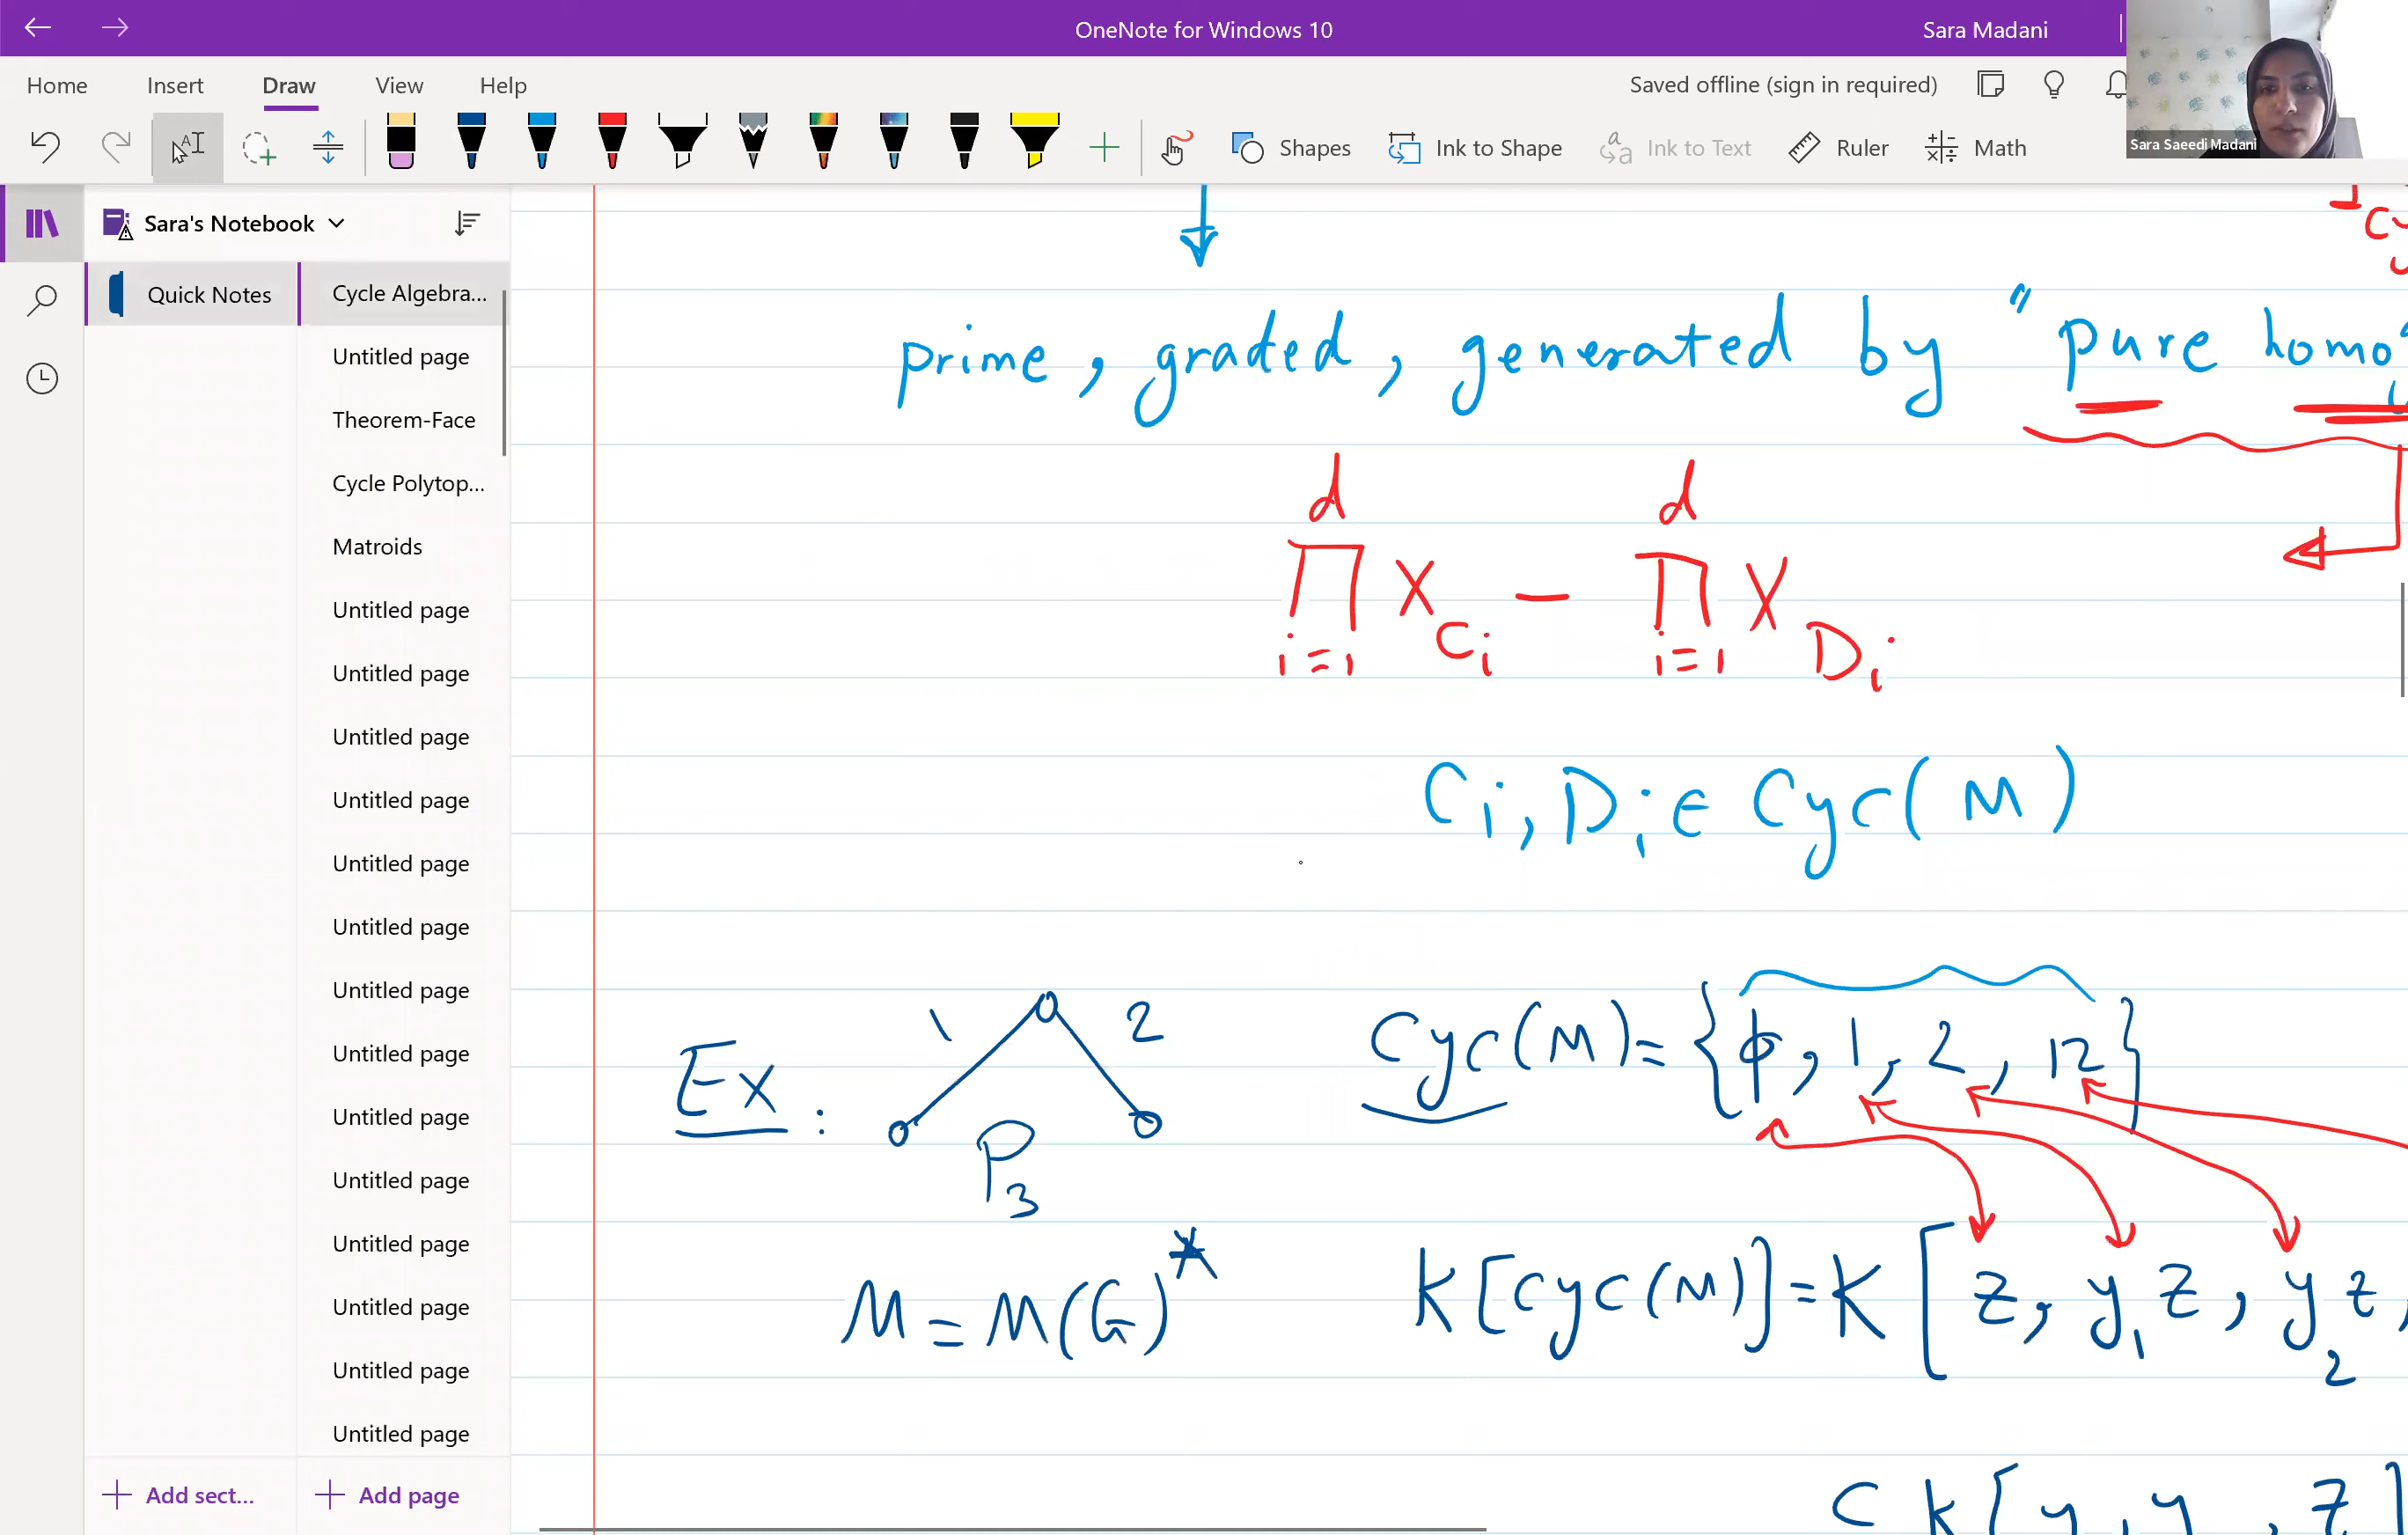 OneNote for Windows 10
Sara Madani
Home Insert Draw View Help
Saved offline (sign in required)
Shapes Ink to Shape Ink to Text Ruler Math
Sara Saeedi Madani
Sara's Notebook
Quick Notes
Cycle Algebra...
Untitled page
Theorem-Face
Cycle Polytop...
Matroids
Untitled page
Untitled page
Untitled page
Untitled page
Untitled page
Untitled page
Untitled page
Untitled page
Untitled page
Untitled page
Untitled page
Untitled page
Untitled page
Untitled page
Add sect...
Add page
prime, graded, generated by "pure homog
d d
∏ X_{C_i} − ∏ X_{D_i}
i=1 i=1
C_i, D_i ∈ Cyc(M)
Ex: 1 2
P_3
Cyc(M)= {ϕ, 1, 2, 12}
M = M(G)*
K[Cyc(M)] = K[z, y_1 z, y_2 z,
⊂ K[y, y, z]